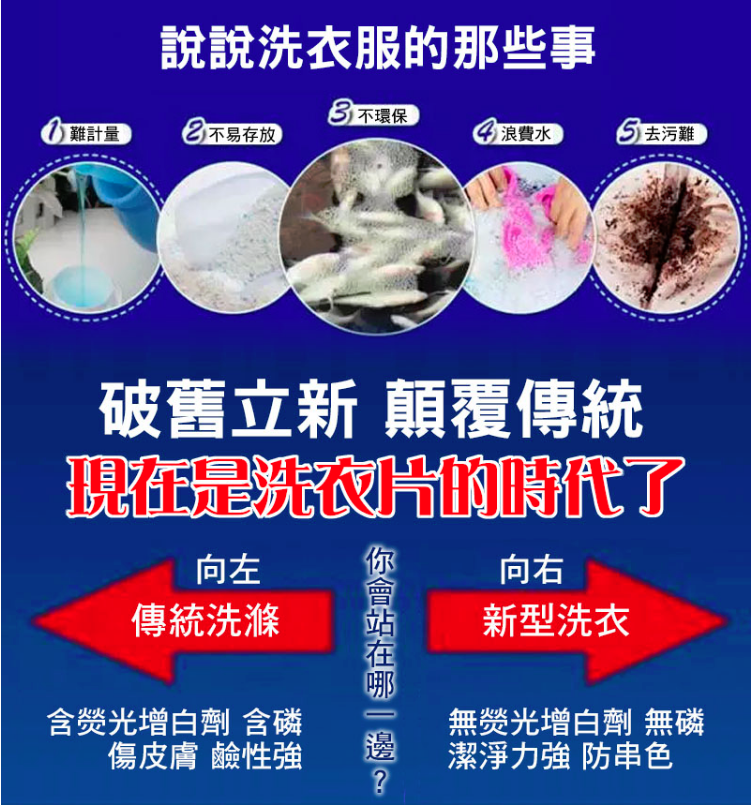 說說洗衣服的那些事
1 難計量
2 不易存放
3 不環保
4 浪費水
5 去污難
破舊立新 顛覆傳統
現在是洗衣片的時代了
向左
傳統洗滌
你會站在哪一邊?
向右
新型洗衣
含熒光增白劑 含磷
傷皮膚 鹼性強
無熒光增白劑 無磷
潔淨力強 防串色